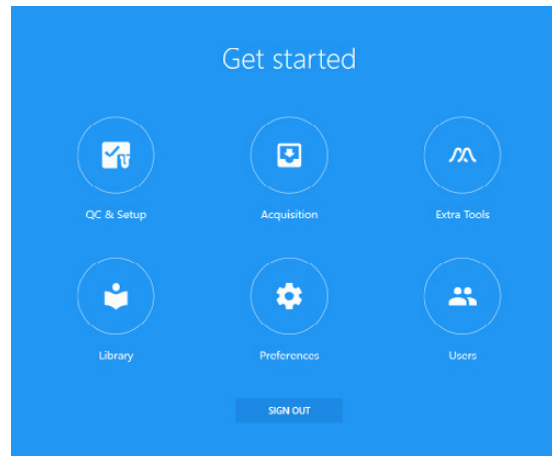 Get started
QC & Setup
Acquisition
Extra Tools
Library
Preferences
Users
SIGN OUT